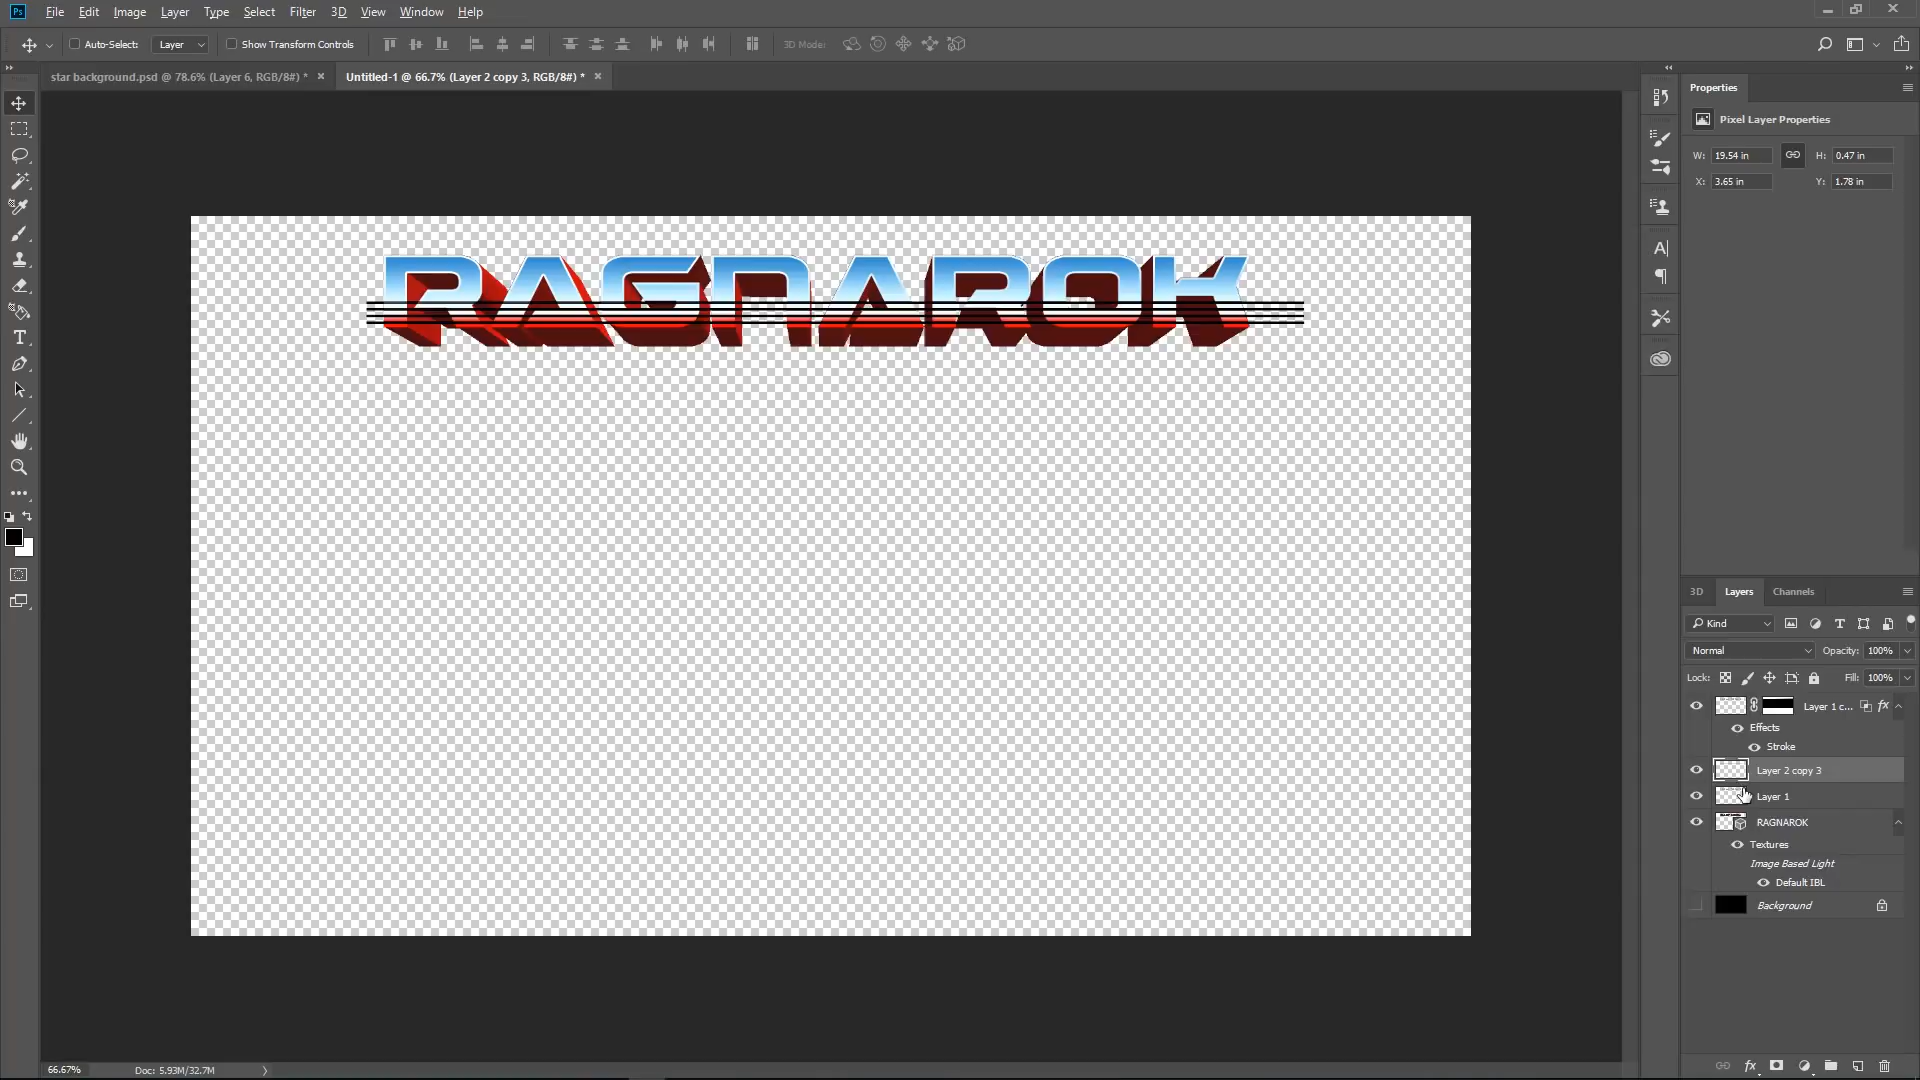 Ps File Edit Image Layer Type Select Filter 3D View Window Help
Auto-Select: Layer Show Transform Controls 3D Mode:
star background.psd @ 78.6% (Layer 6, RGB/8#) * × Untitled-1 @ 66.7% (Layer 2 copy 3, RGB/8#) * ×
Properties
Pixel Layer Properties
W: 19.54 in H: 0.47 in
X: 3.65 in Y: 1.78 in
RAGNAROK
3D Layers Channels
Kind
Normal Opacity: 100%
Lock: Fill: 100%
Layer 1 c... fx
Effects
Stroke
Layer 2 copy 3
Layer 1
RAGNAROK
Textures
Image Based Light
Default IBL
Background
66.67% Doc: 5.93M/32.7M
fx